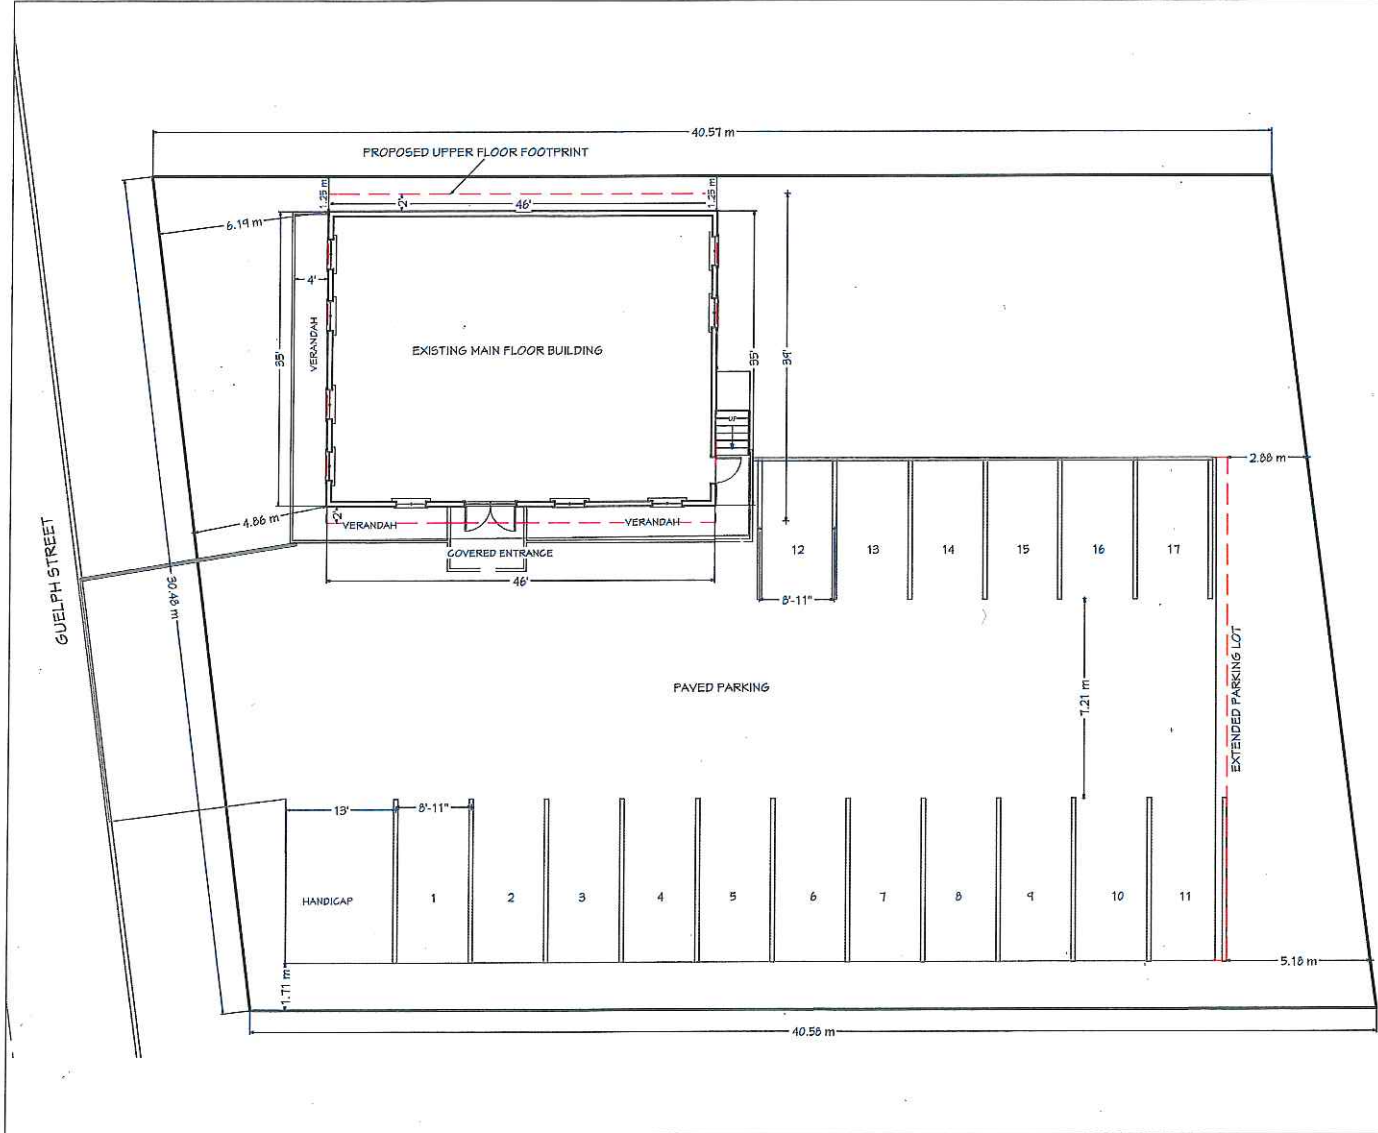 40.57 m
PROPOSED UPPER FLOOR FOOTPRINT
1.25 m
2'
46'
1.25 m
6.19 m
4'
VERANDAH
35'
EXISTING MAIN FLOOR BUILDING
35'
39'
UP
2.88 m
4.86 m
2'
VERANDAH
VERANDAH
COVERED ENTRANCE
46'
12
13
14
15
16
17
8'-11"
GUELPH STREET
30.48 m
PAVED PARKING
7.21 m
EXTENDED PARKING LOT
13'
8'-11"
HANDICAP
1
2
3
4
5
6
7
8
9
10
11
1.71 m
5.18 m
40.58 m